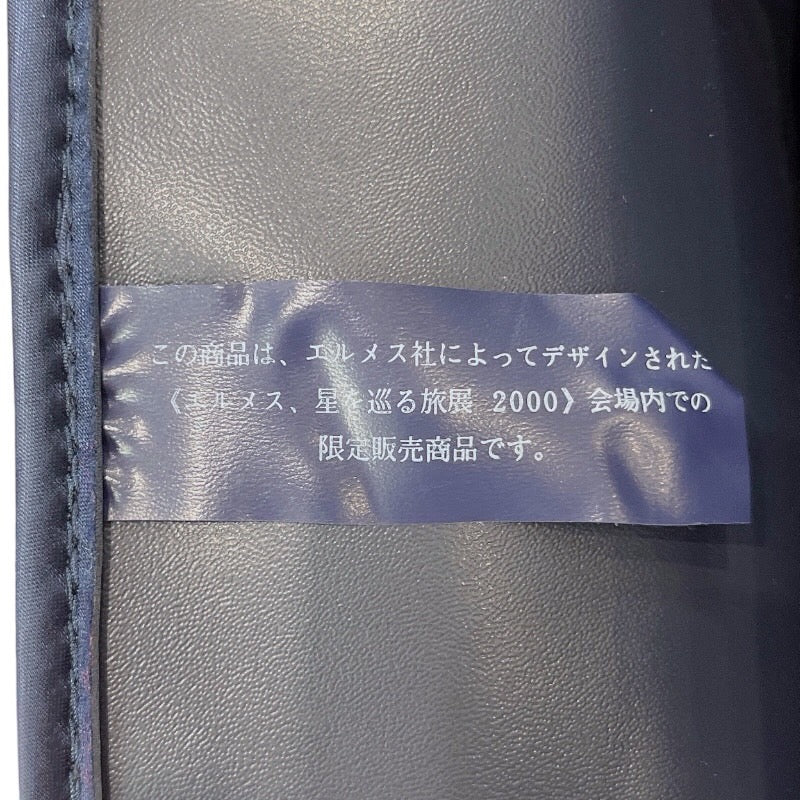 この商品は、エルメス社によってデザインされた
《エルメス、星を巡る旅展 2000》会場内での
限定販売商品です。